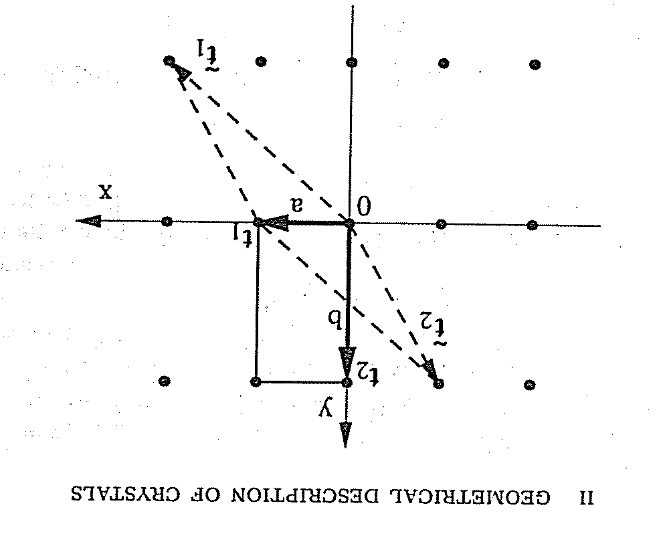 II GEOMETRICAL DESCRIPTION OF CRYSTALS
y
t2
t̃2
b
t1
a
0
x
t̃1